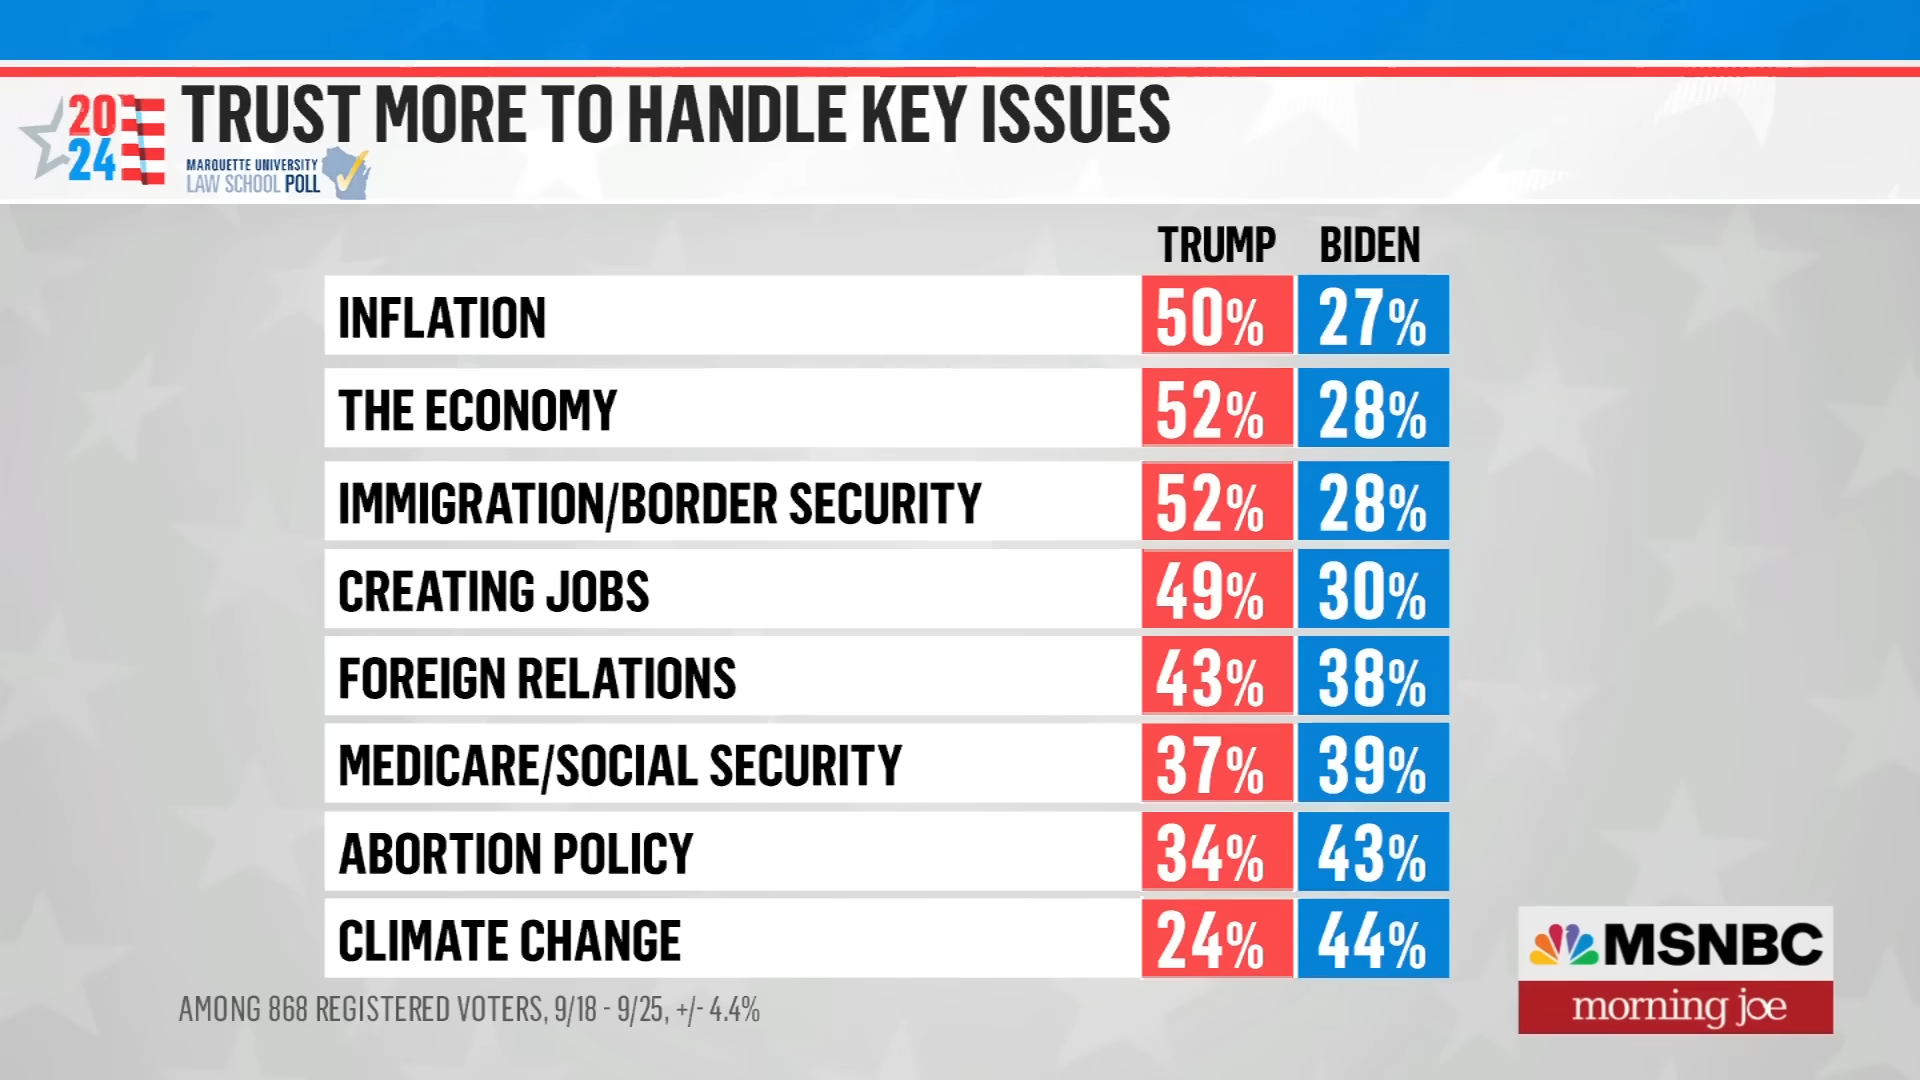 20
24
TRUST MORE TO HANDLE KEY ISSUES
MARQUETTE UNIVERSITY
LAW SCHOOL POLL
TRUMP BIDEN
INFLATION 50% 27%
THE ECONOMY 52% 28%
IMMIGRATION/BORDER SECURITY 52% 28%
CREATING JOBS 49% 30%
FOREIGN RELATIONS 43% 38%
MEDICARE/SOCIAL SECURITY 37% 39%
ABORTION POLICY 34% 43%
CLIMATE CHANGE 24% 44%
AMONG 868 REGISTERED VOTERS, 9/18 - 9/25, +/- 4.4%
MSNBC
morning joe